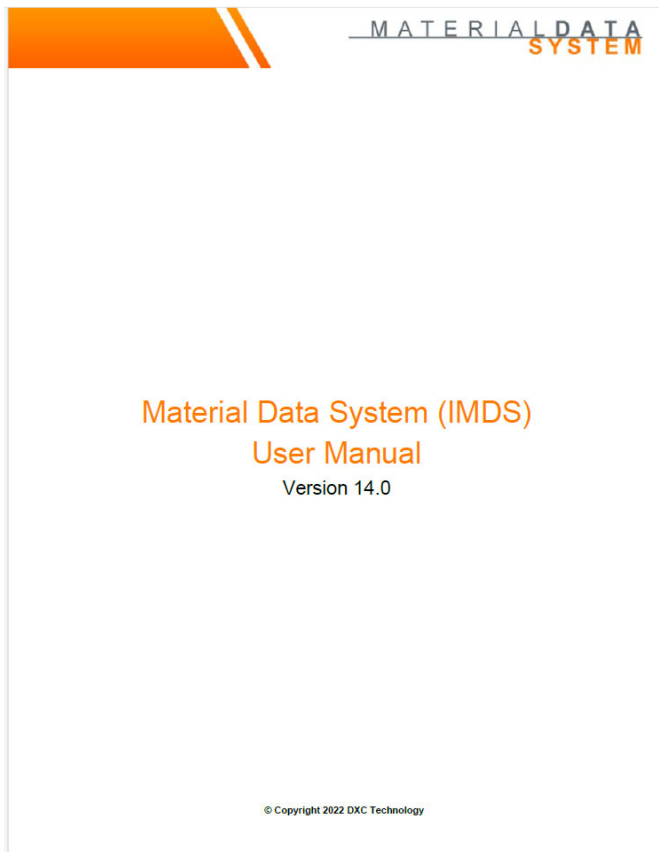 MATERIALDATA
SYSTEM
Material Data System (IMDS)
User Manual
Version 14.0
© Copyright 2022 DXC Technology